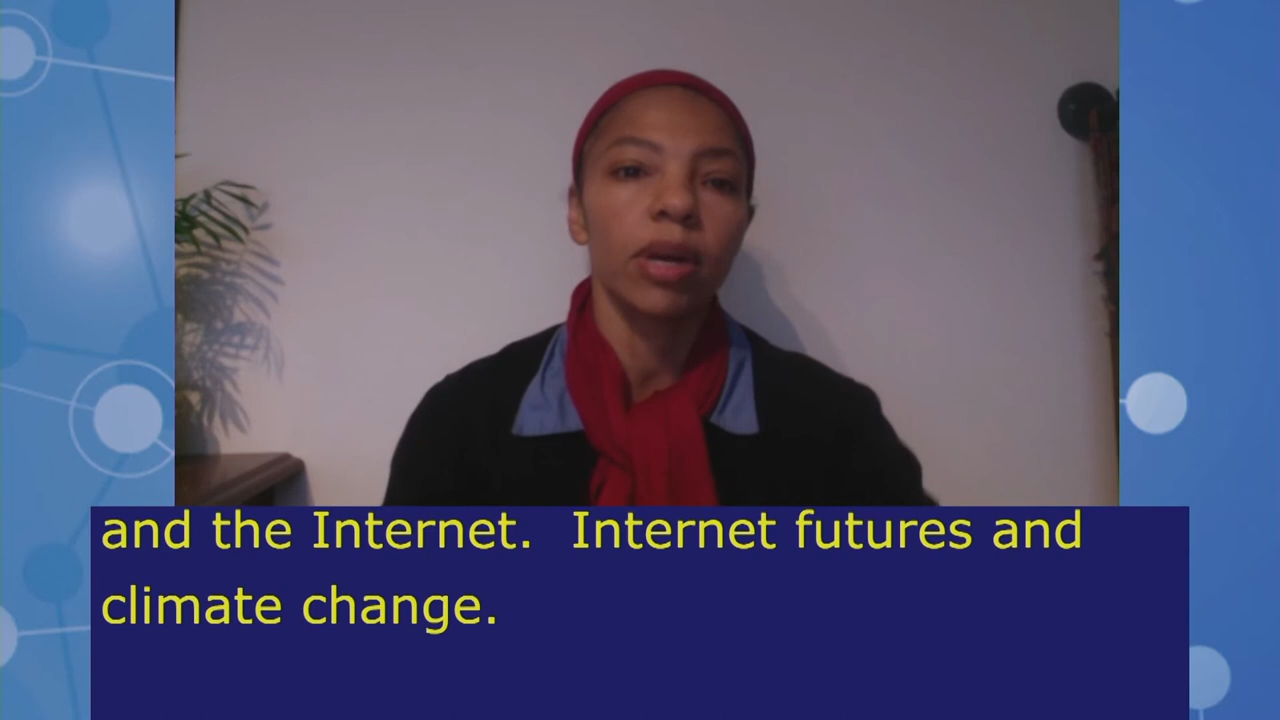 and the Internet.  Internet futures and
climate change.